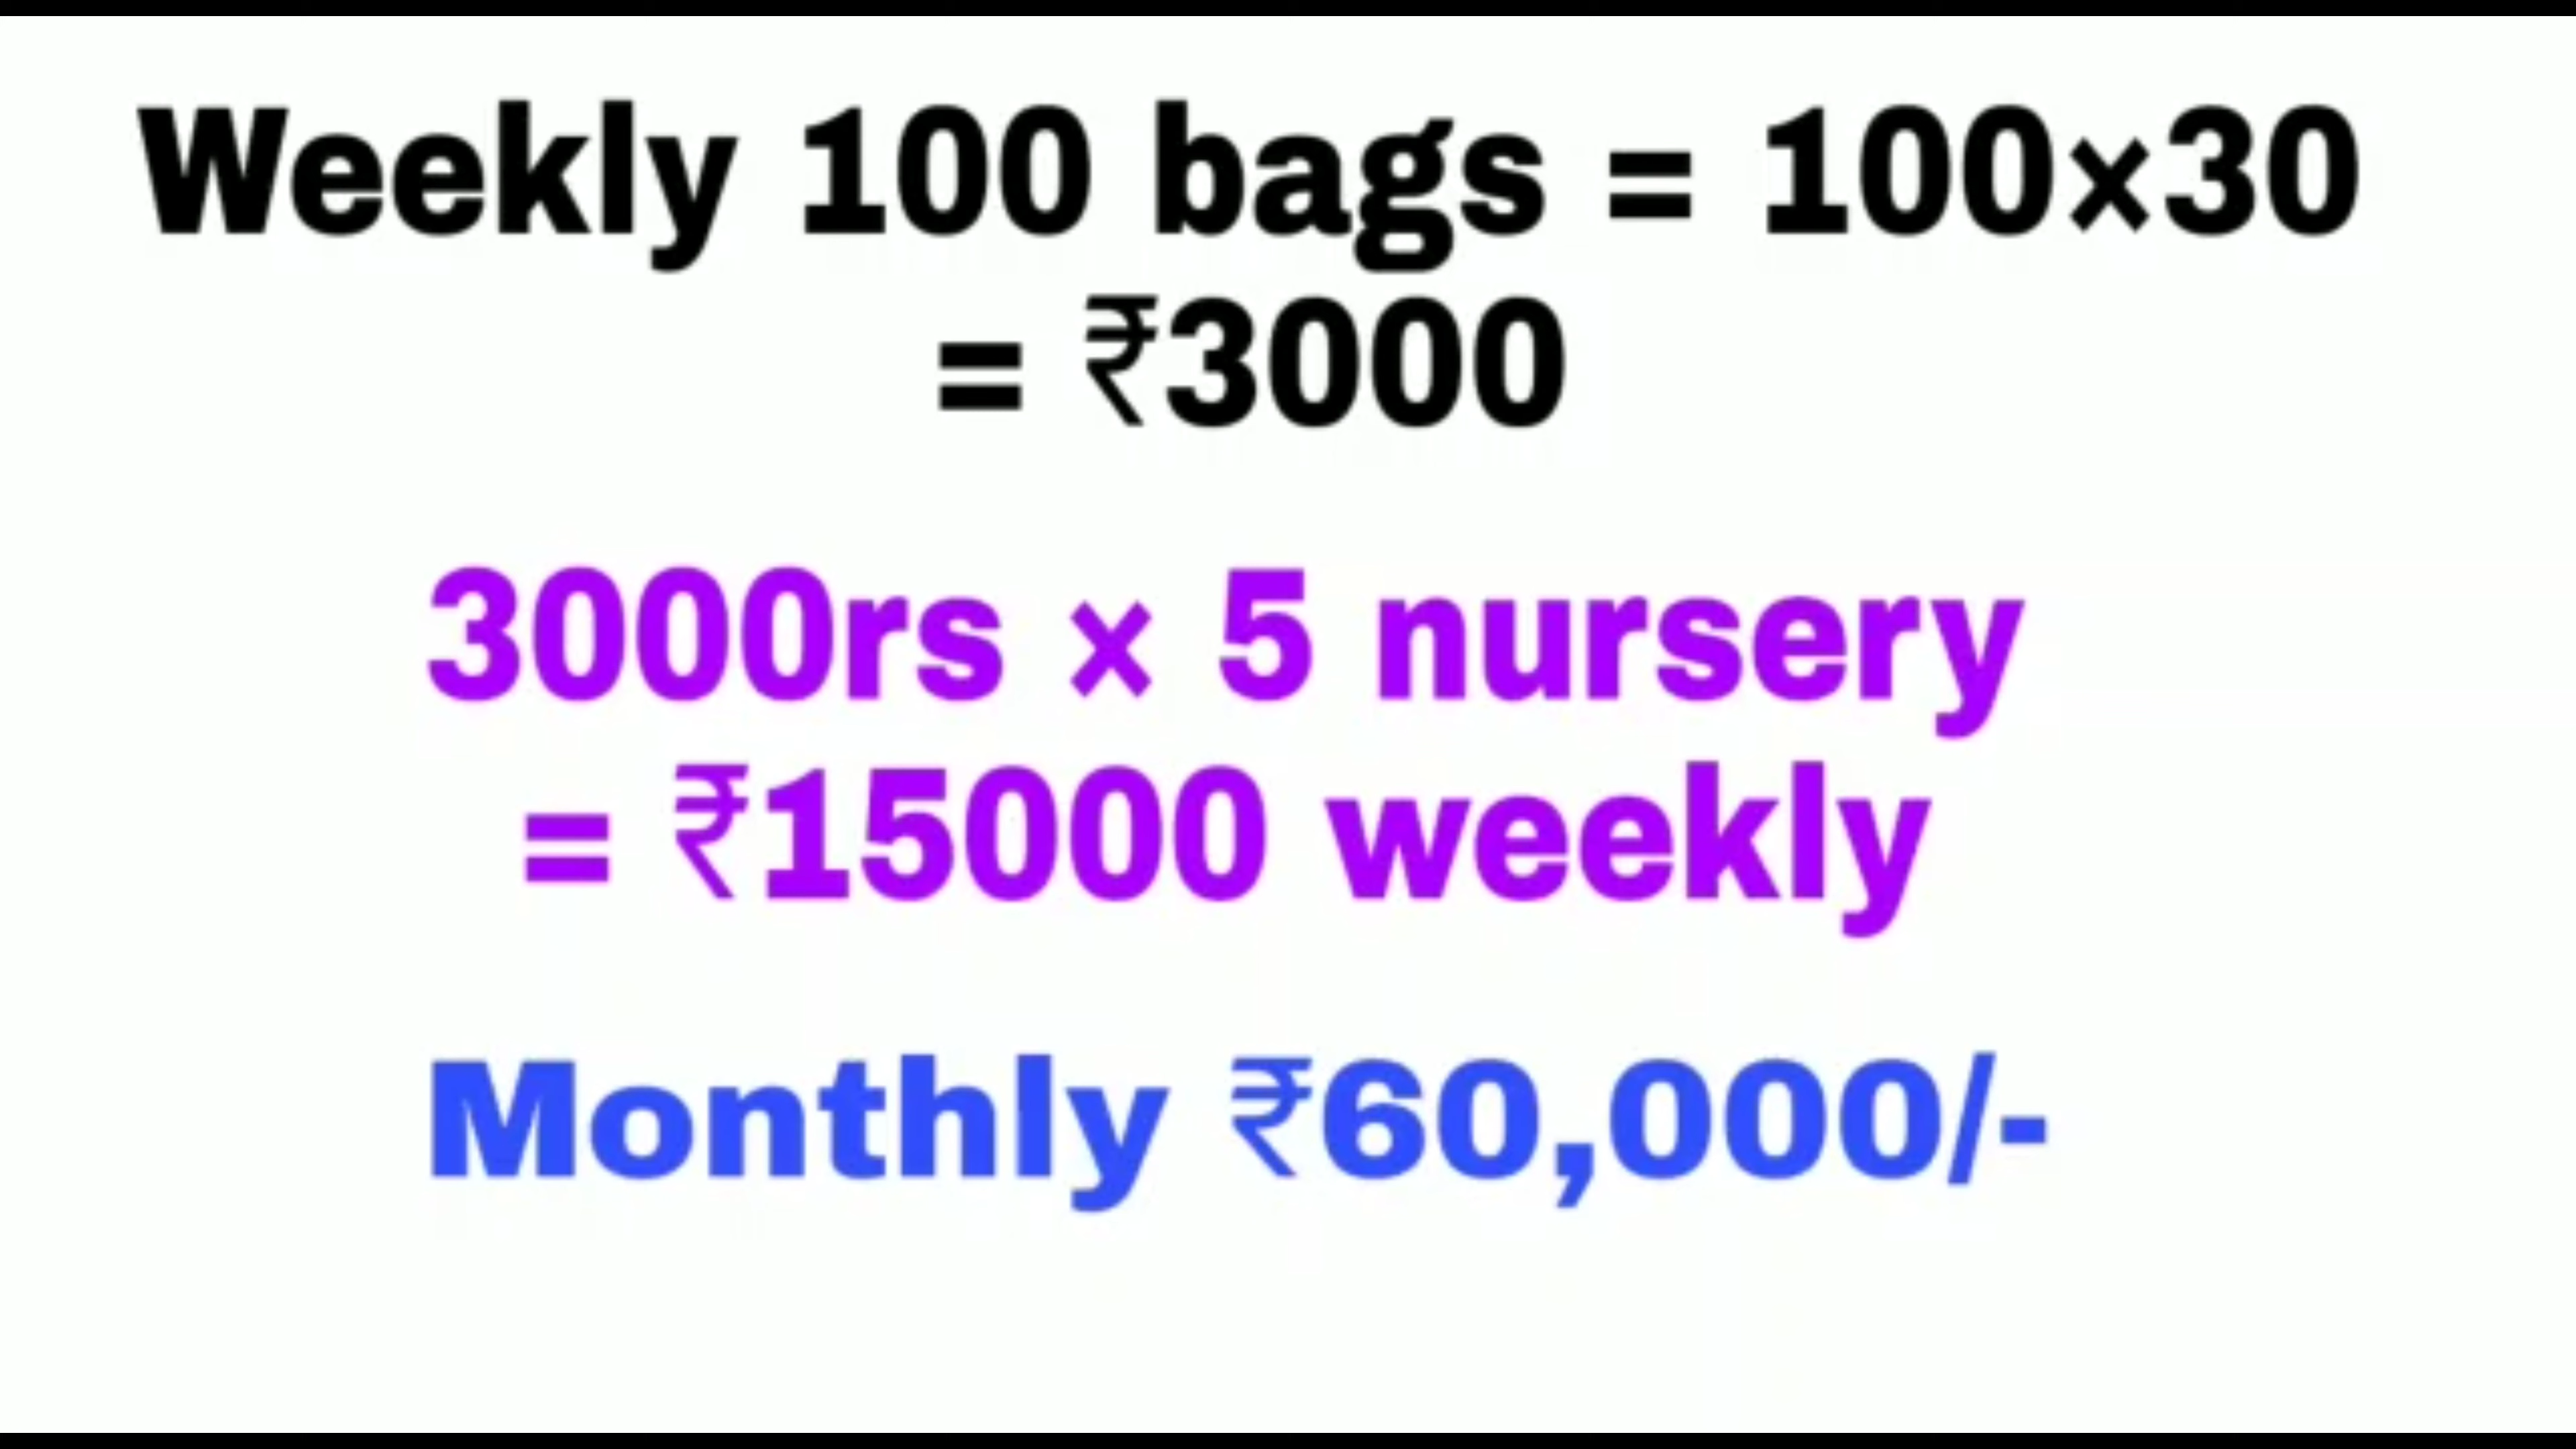 Weekly 100 bags = 100×30
= ₹3000
3000rs × 5 nursery
= ₹15000 weekly
Monthly ₹60,000/-